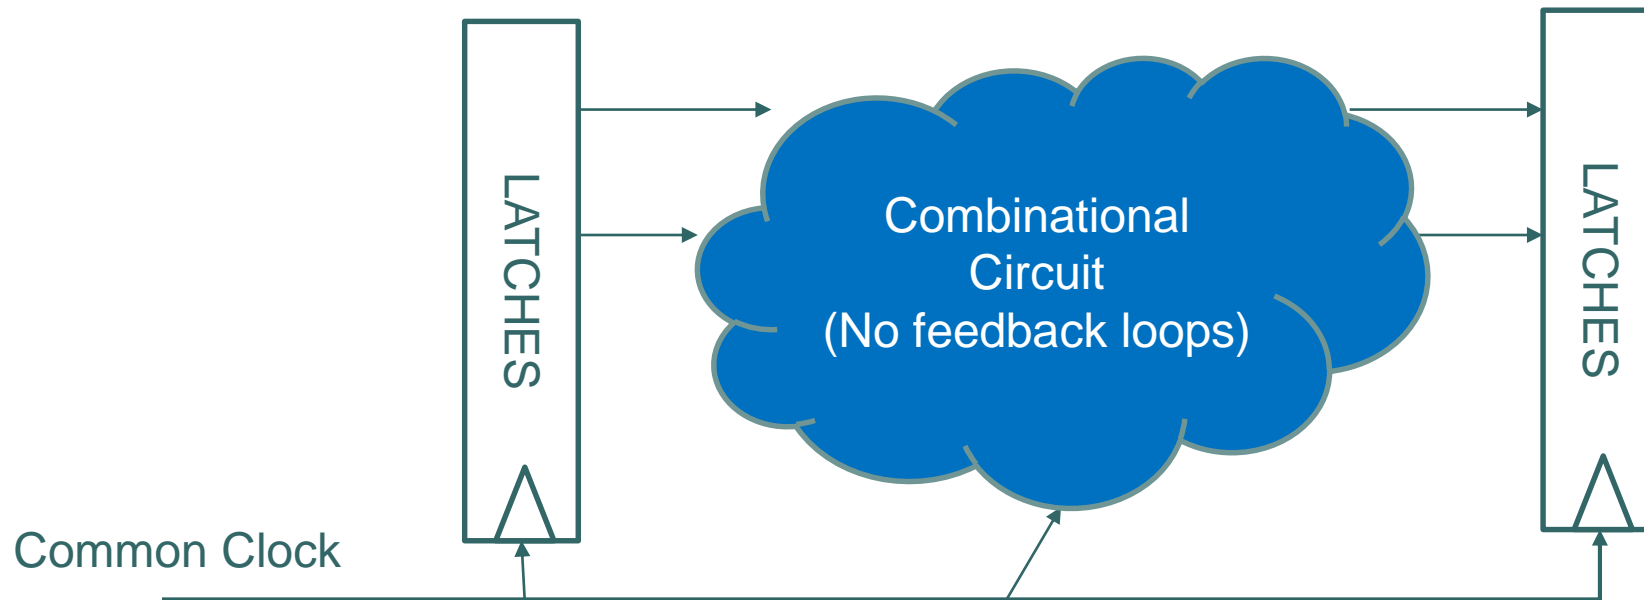 LATCHES
Combinational
Circuit
(No feedback loops)
LATCHES
Common Clock